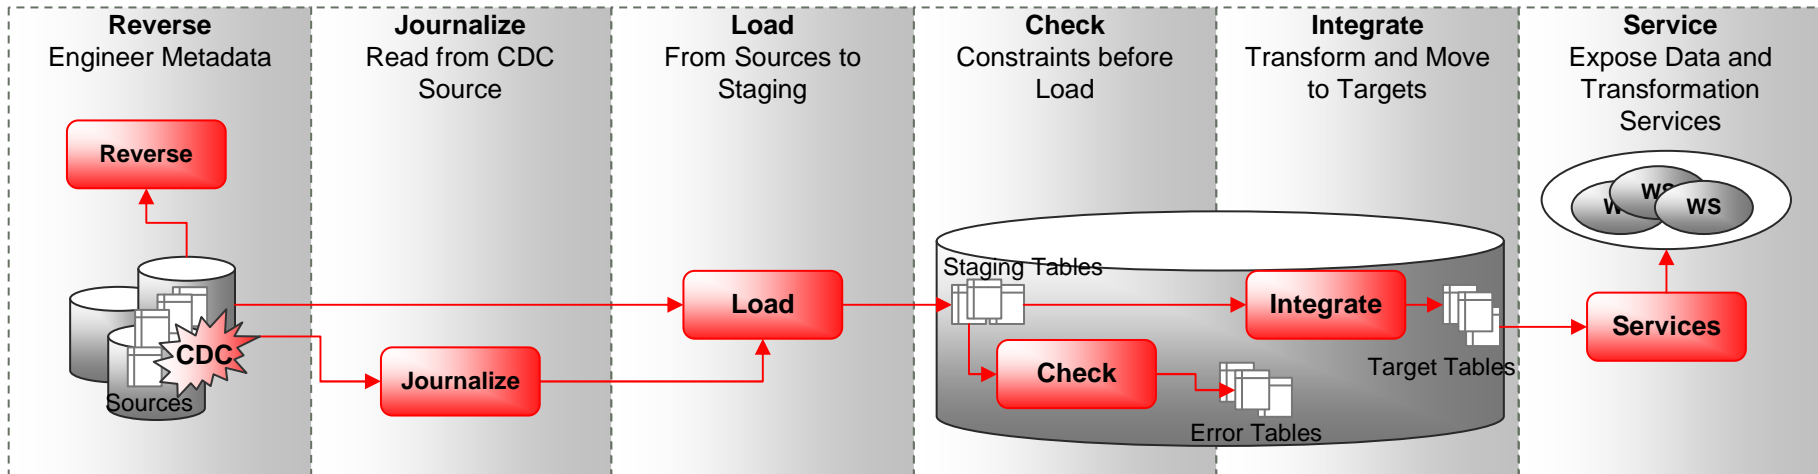 Reverse
Engineer Metadata
Journalize
Read from CDC
Source
Load
From Sources to
Staging
Check
Constraints before
Load
Integrate
Transform and Move
to Targets
Service
Expose Data and
Transformation
Services
Reverse
CDC
Sources
Journalize
Load
Staging Tables
Check
Error Tables
Integrate
Target Tables
Services
W
WS
WS